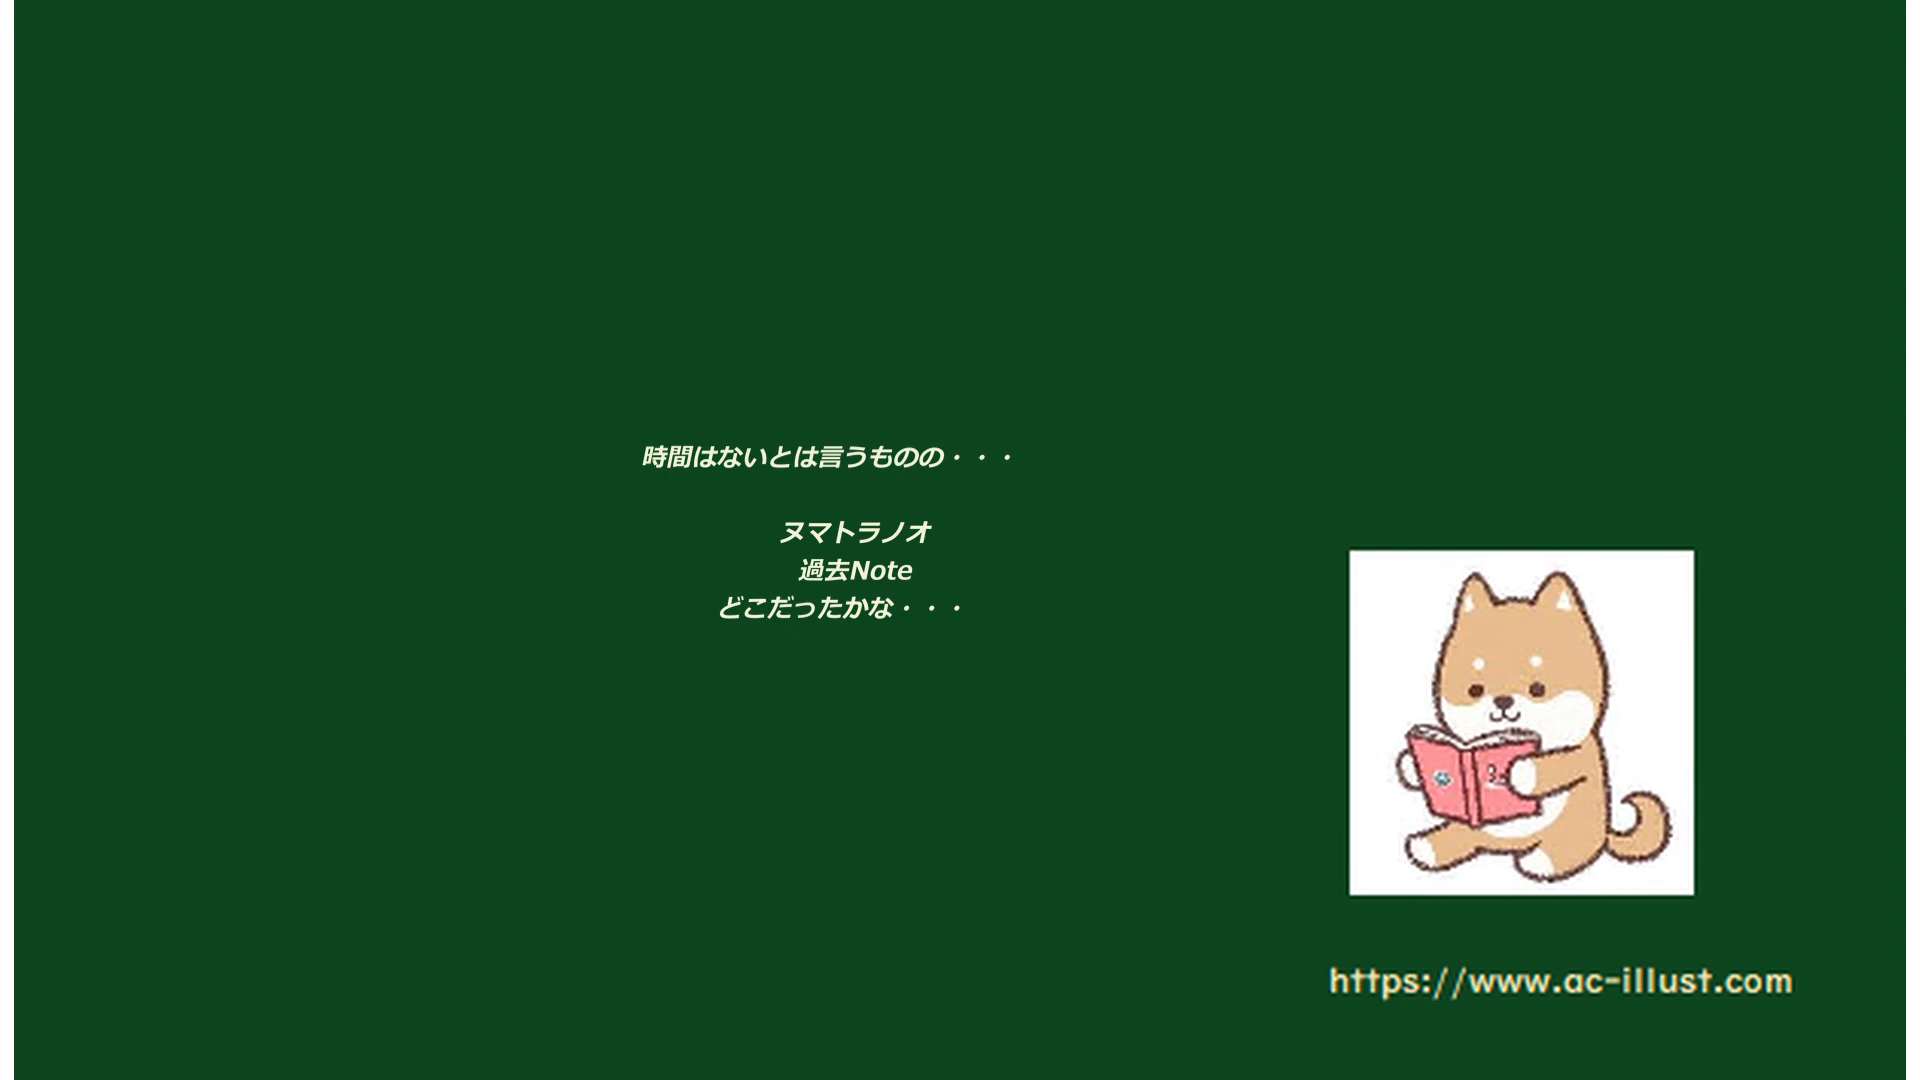 時間はないとは言うものの・・・
ヌマトラノオ
過去Note
どこだったかな・・・
https://www.ac-illust.com